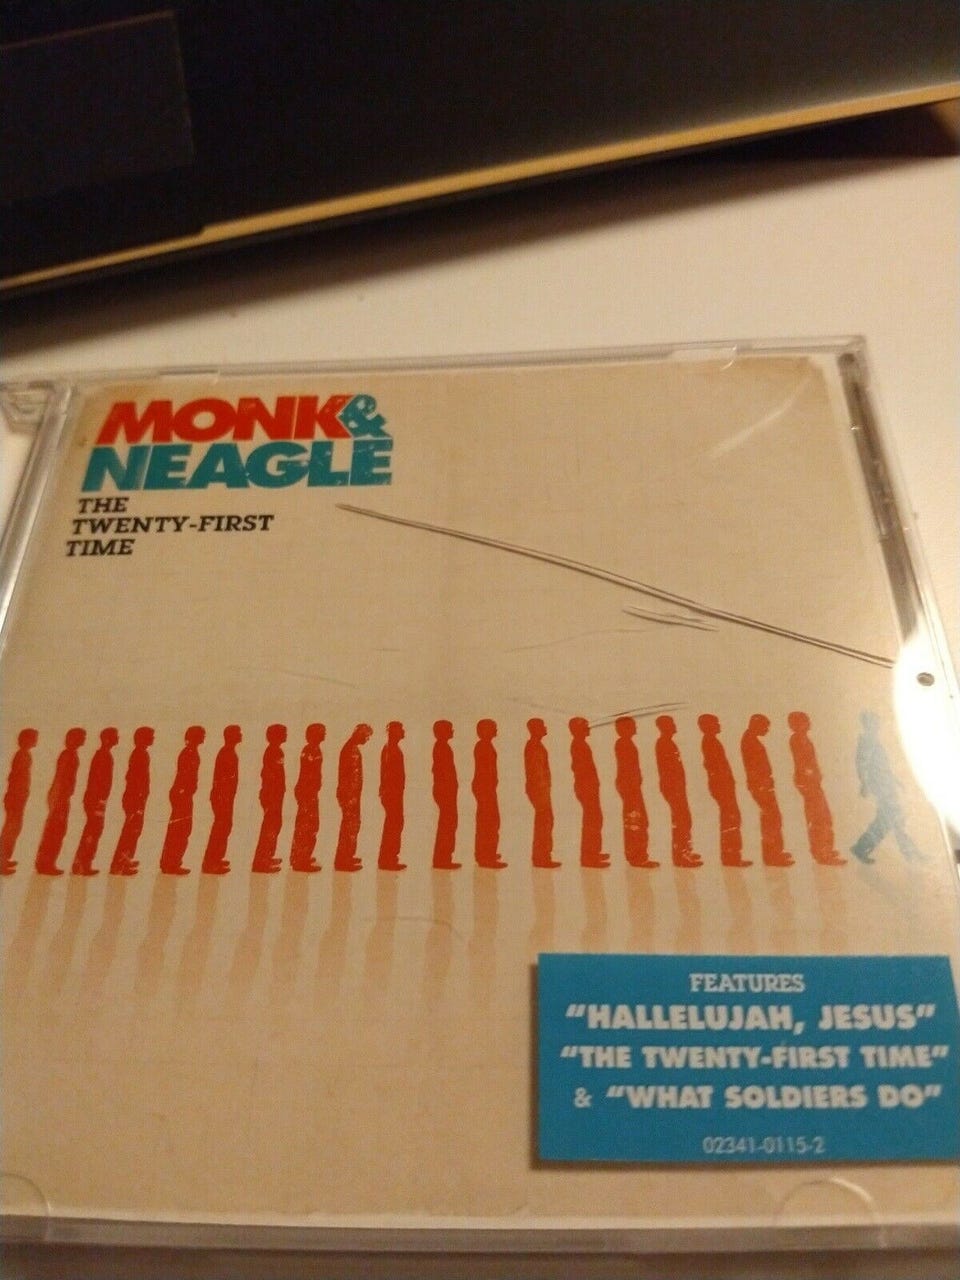 MONK&
NEAGLE
THE
TWENTY-FIRST
TIME
FEATURES
"HALLELUJAH, JESUS"
"THE TWENTY-FIRST TIME"
& "WHAT SOLDIERS DO"
02341-0115-2